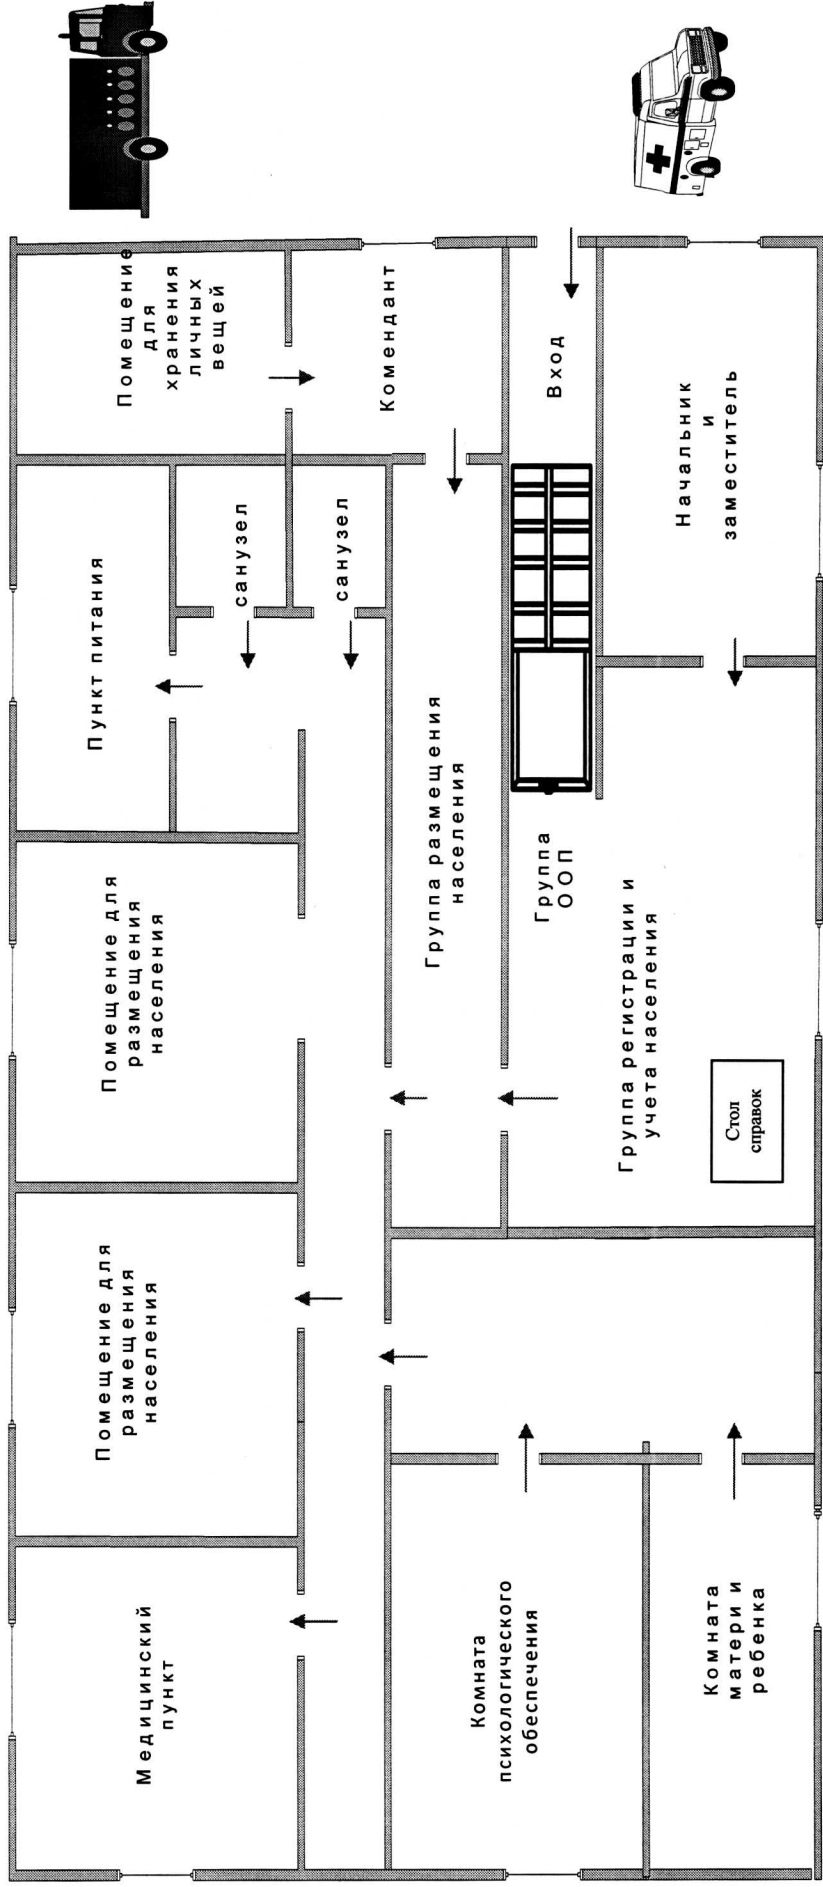 Медицинский
пункт
Помещение для
размещения
населения
Помещение для
размещения
населения
Пункт питания
Помещение
для
хранения
личных
вещей
санузел
санузел
Комендант
Группа размещения
населения
Вход
Группа
ООП
Комната
психологического
обеспечения
Группа регистрации и
учета населения
Начальник
и
заместитель
Комната
матери и
ребенка
Стол
справок